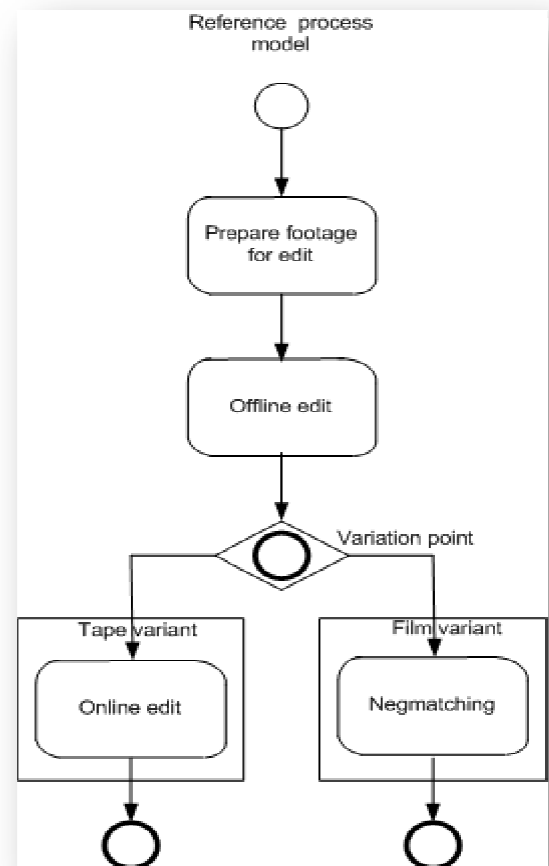 Reference process
model
Prepare footage
for edit
Offline edit
Variation point
Tape variant
Film variant
Online edit
Negmatching